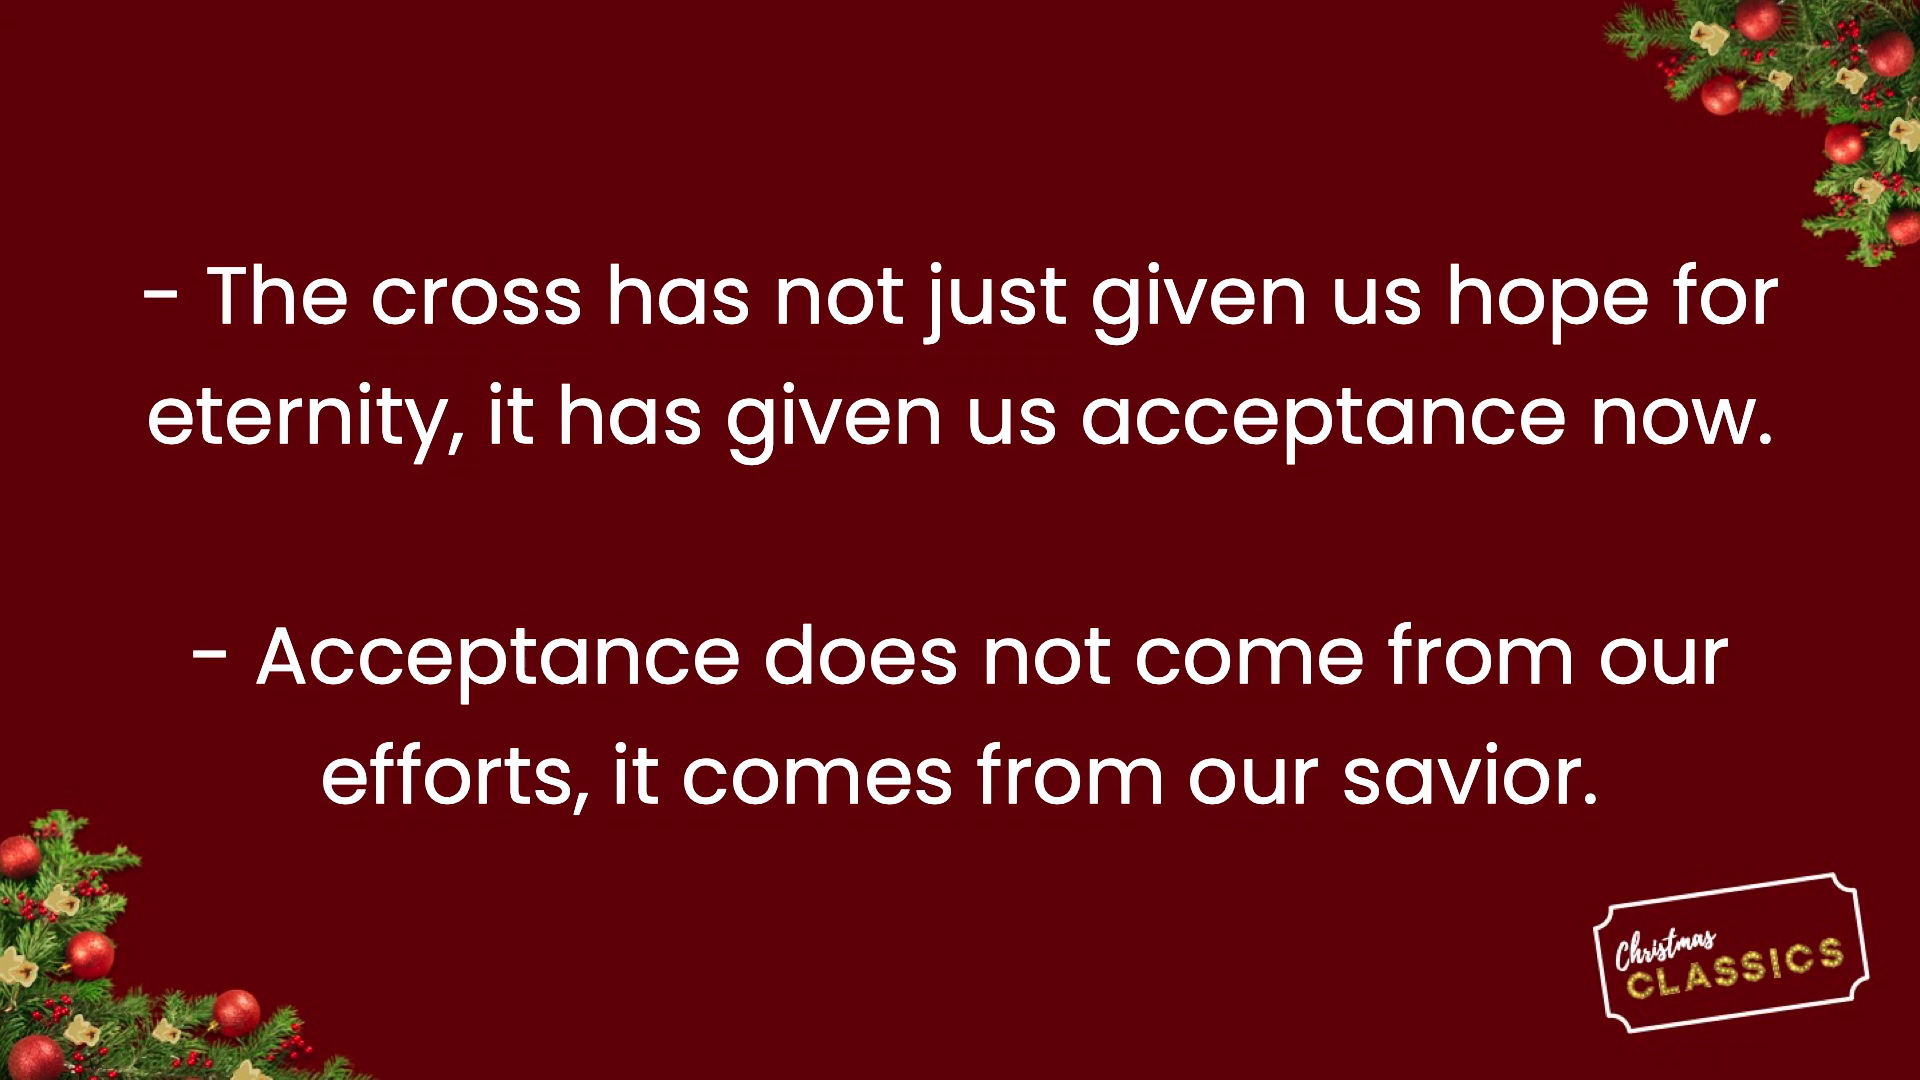 - The cross has not just given us hope for
eternity, it has given us acceptance now.
- Acceptance does not come from our
efforts, it comes from our savior.
Christmas
CLASSICS